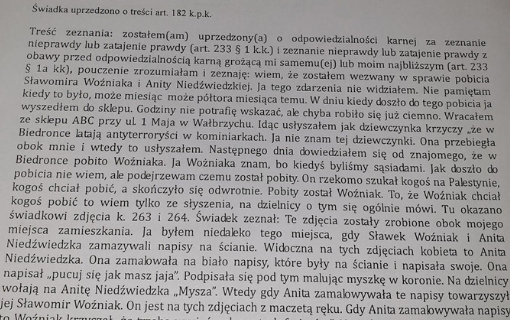 Świadka uprzedzono o treści art. 182 k.p.k.
Treść zeznania: zostałem(am) uprzedzony(a) o odpowiedzialności karnej za zeznanie
nieprawdy lub zatajenie prawdy (art. 233 § 1 k.k.) i zeznanie nieprawdy lub zatajenie prawdy z
obawy przed odpowiedzialnością karną grożącą mi samemu(ej) lub moim najbliższym (art. 233
§ 1a kk), pouczenie zrozumiałam i zeznaję: wiem, że zostałem wezwany w sprawie pobicia
Sławomira Woźniaka i Anity Niedźwiedzkiej. Ja tego zdarzenia nie widziałem. Nie pamiętam
kiedy to było, może miesiąc może półtora miesiąca temu. W dniu kiedy doszło do tego pobicia ja
wyszedłem do sklepu. Godziny nie potrafię wskazać, ale chyba robiło się już ciemno. Wracałem
ze sklepu ABC przy ul 1 Maja w Wałbrzychu. Idąc usłyszałem jak dziewczynka krzyczy „że w
Biedronce latają antyterroryści w kominiarkach. Ja nie znam tej dziewczynki. Ona przebiegła
obok mnie i wtedy to usłyszałem. Następnego dnia dowiedziałem się od znajomego, że w
Biedronce pobito Woźniaka. Ja Woźniaka znam, bo kiedyś byliśmy sąsiadami. Jak doszło do
pobicia nie wiem, ale podejrzewam czemu został pobity. On rzekomo szukał kogoś na Palestynie,
kogoś chciał pobić, a skończyło się odwrotnie. Pobity został Woźniak. To, że Woźniak chciał
kogoś pobić to wiem tylko ze słyszenia, na dzielnicy o tym się ogólnie mówi. Tu okazano
świadkowi zdjęcia k. 263 i 264. Świadek zeznał: Te zdjęcia zostały zrobione obok mojego
miejsca zamieszkania. Ja byłem niedaleko tego miejsca, gdy Sławek Woźniak i Anita
Niedźwiedzka zamazywali napisy na ścianie. Widoczna na tych zdjęciach kobieta to Anita
Niedźwiedzka. Ona zamalowała na biało napisy, które były na ścianie i napisała swoje. Ona
napisał „pucuj się jak masz jaja". Podpisała się pod tym malując myszkę w koronie. Na dzielnicy
wołają na Anitę Niedźwiedzka „Mysza". Wtedy gdy Anita zamalowywała te napisy towarzyszył
jej Sławomir Woźniak. On jest na tych zdjęciach z maczetą ręku. Gdy Anita zamalowywała napisy
to Woźniak krzyczał, że